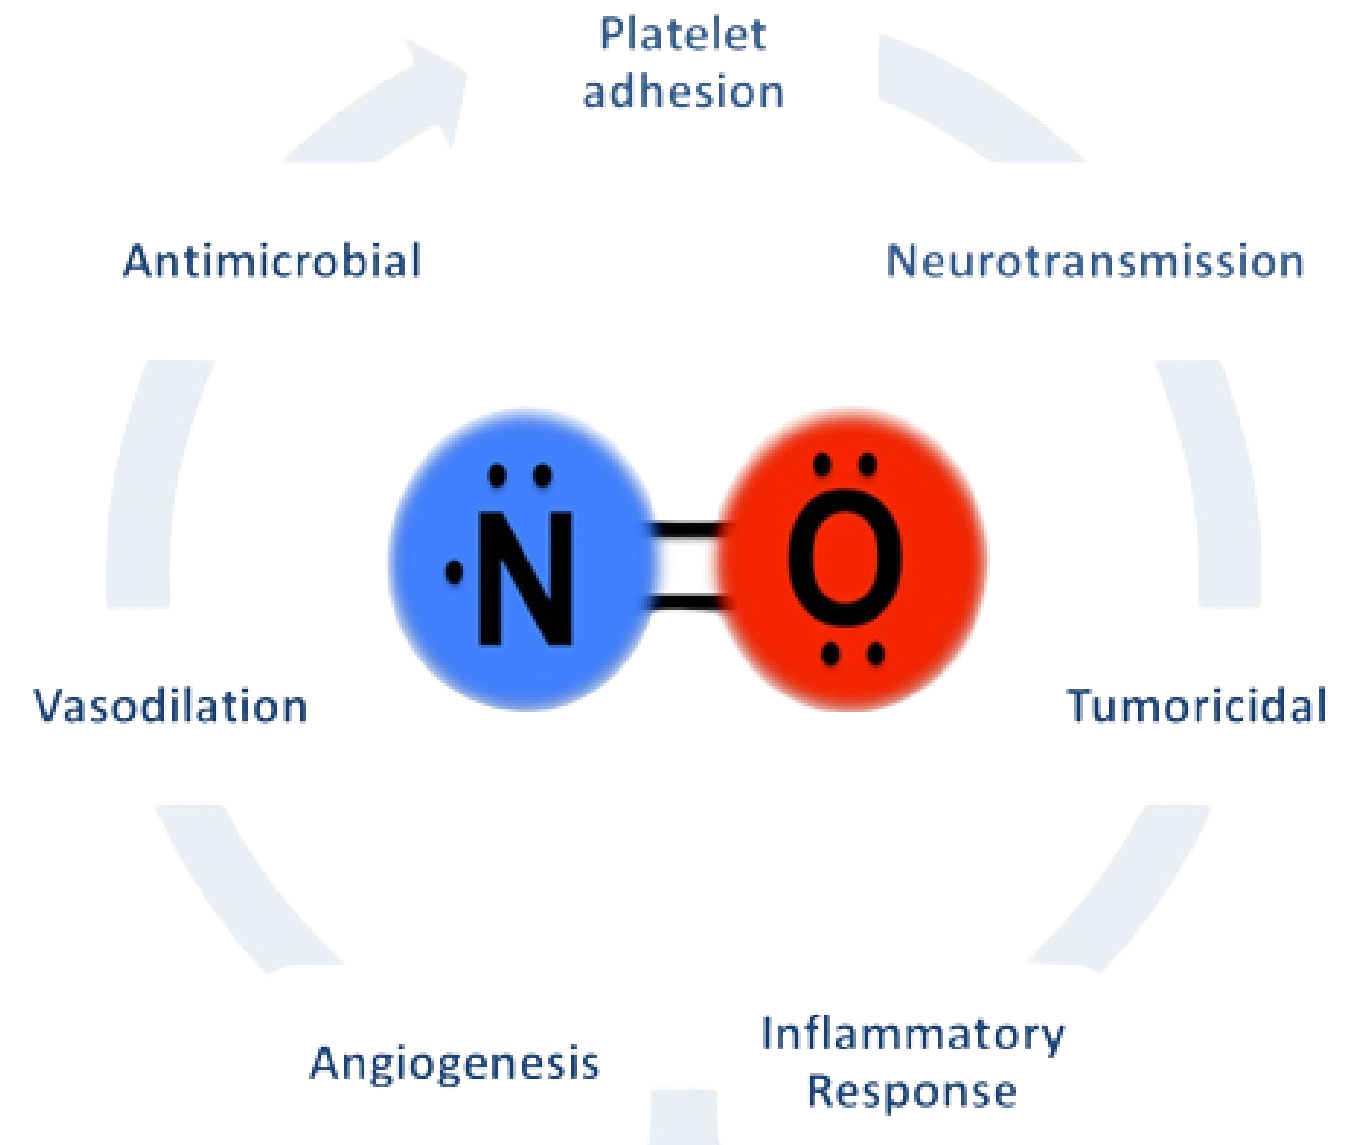 Platelet
adhesion
Antimicrobial
Neurotransmission
N
O
Vasodilation
Tumoricidal
Angiogenesis
Inflammatory
Response